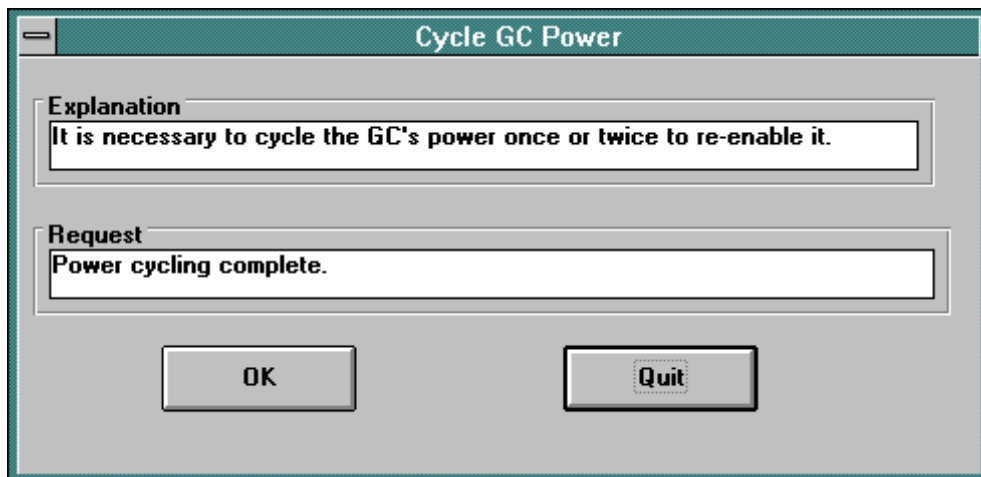 Cycle GC Power
Explanation
It is necessary to cycle the GC's power once or twice to re-enable it.
Request
Power cycling complete.
OK
Quit